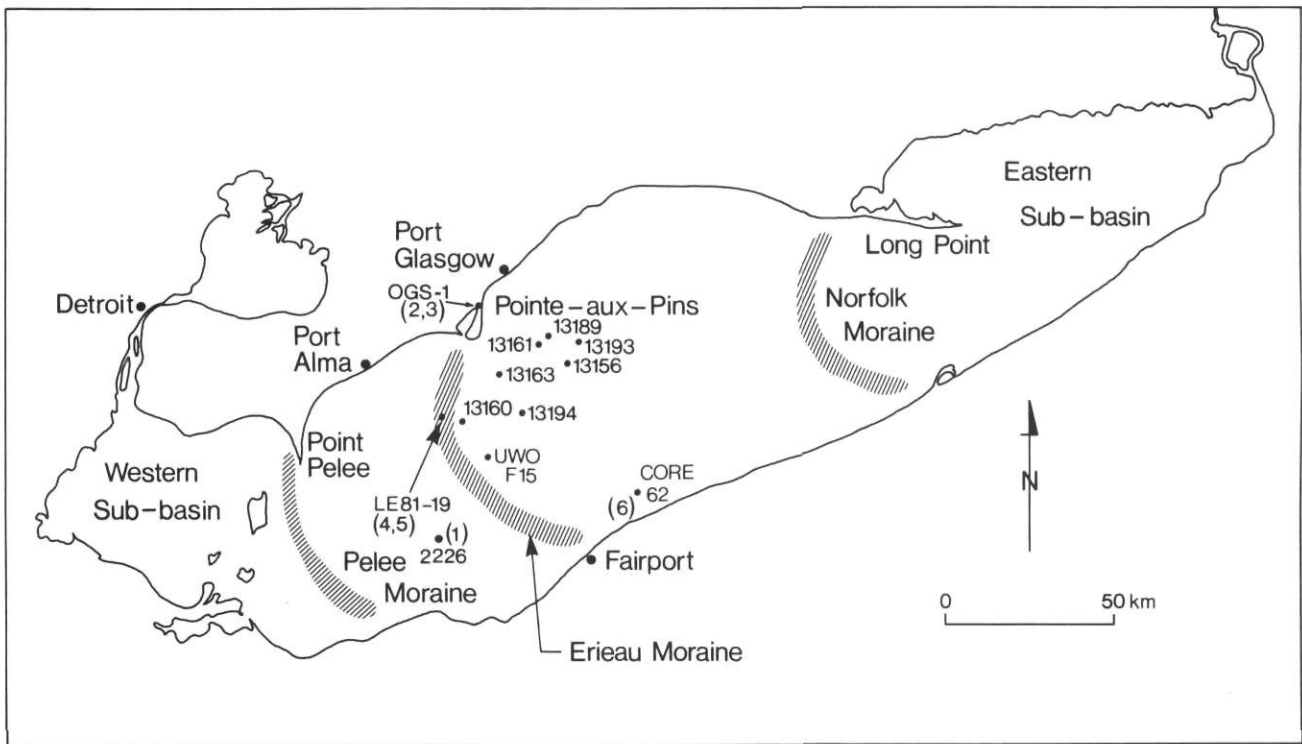 Eastern
Sub-basin
Long Point
Port
Glasgow
OGS-1
(2,3)
Pointe-aux-Pins
Detroit
Port
Alma
13189
13161
13193
13156
13163
Norfolk
Moraine
13160
13194
Point
Pelee
Western
Sub-basin
UWO
F15
CORE
62
(6)
LE81-19
(4,5)
(1)
2226
Pelee
Moraine
Fairport
Erieau Moraine
N
0
50 km